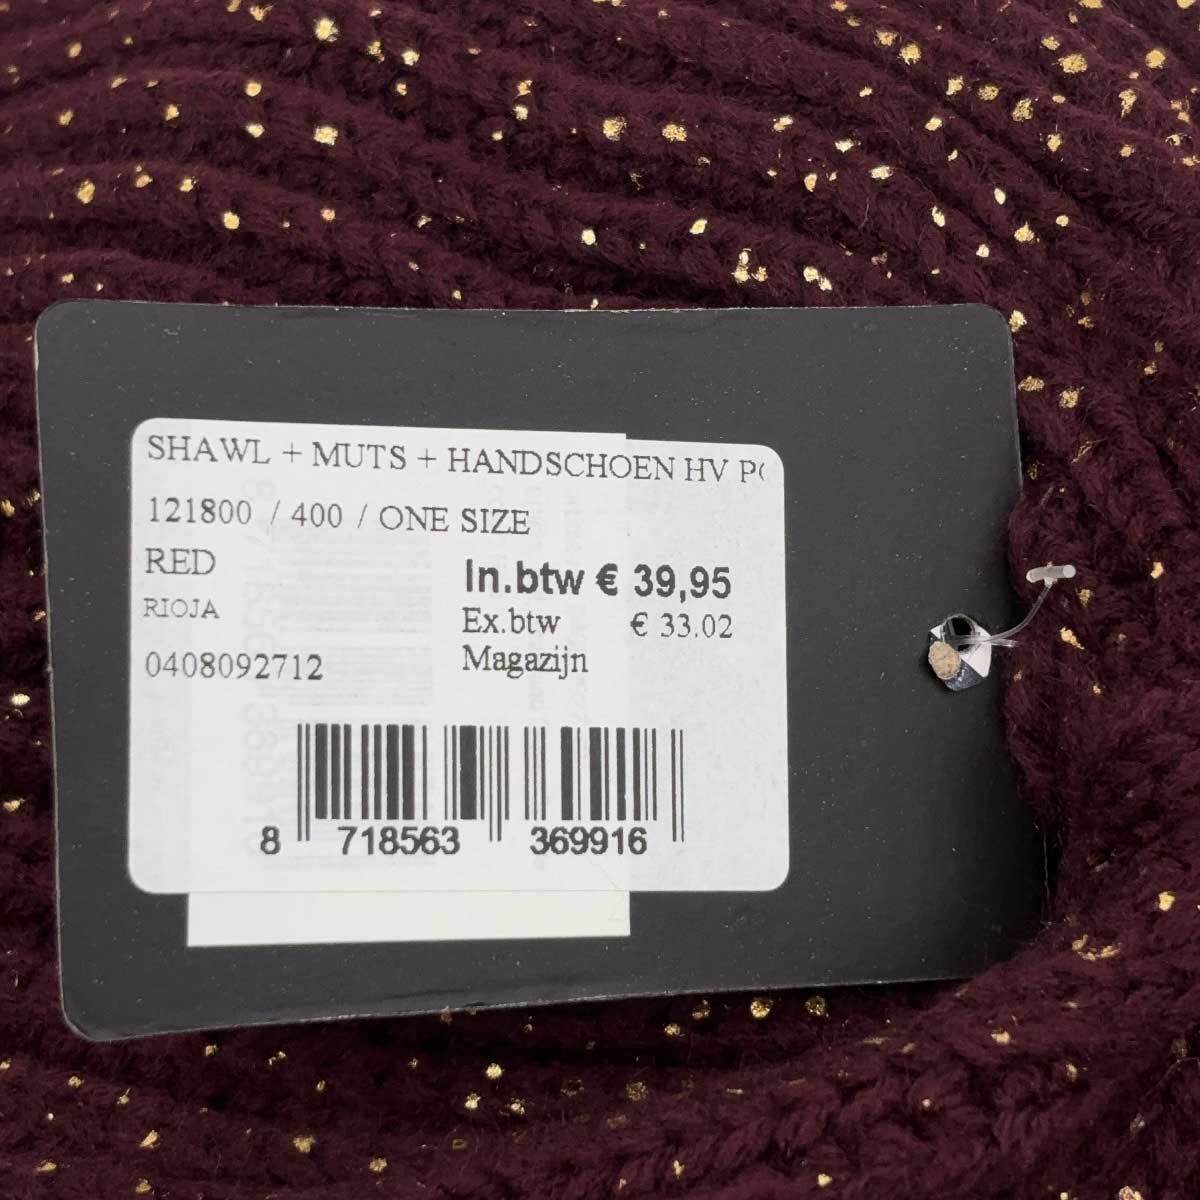 SHAWL + MUTS + HANDSCHOEN HV
121800 / 400 / ONE SIZE
RED
In.btw € 39,95
RIOJA
Ex.btw € 33.02
0408092712
Magazijn
8 718563 369916